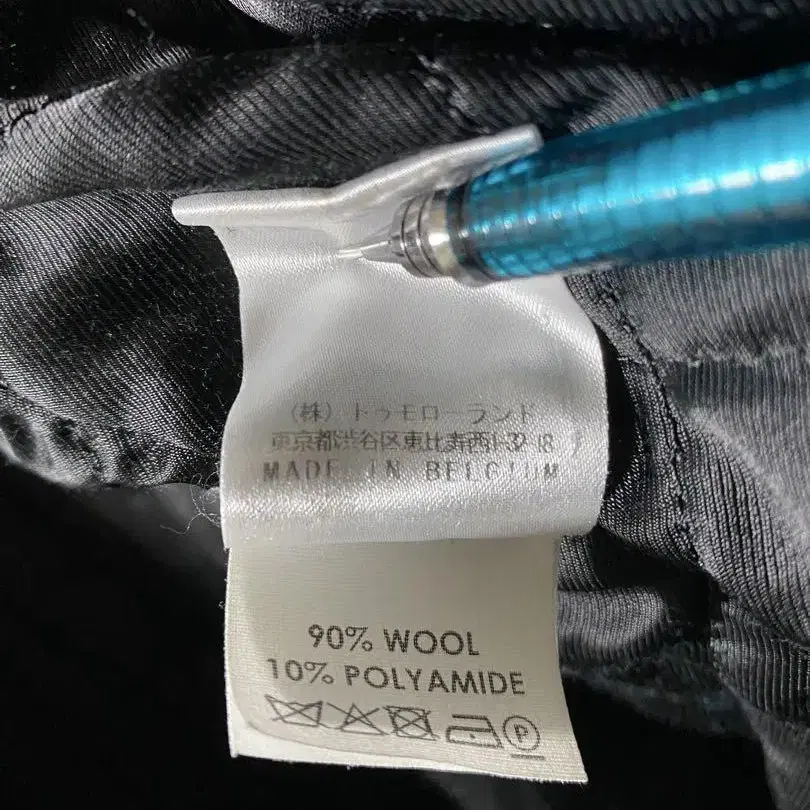 (株)トゥモローランド
東京都渋谷区恵比寿西1-32-18
MADE IN BELGIUM
90% WOOL
10% POLYAMIDE
P